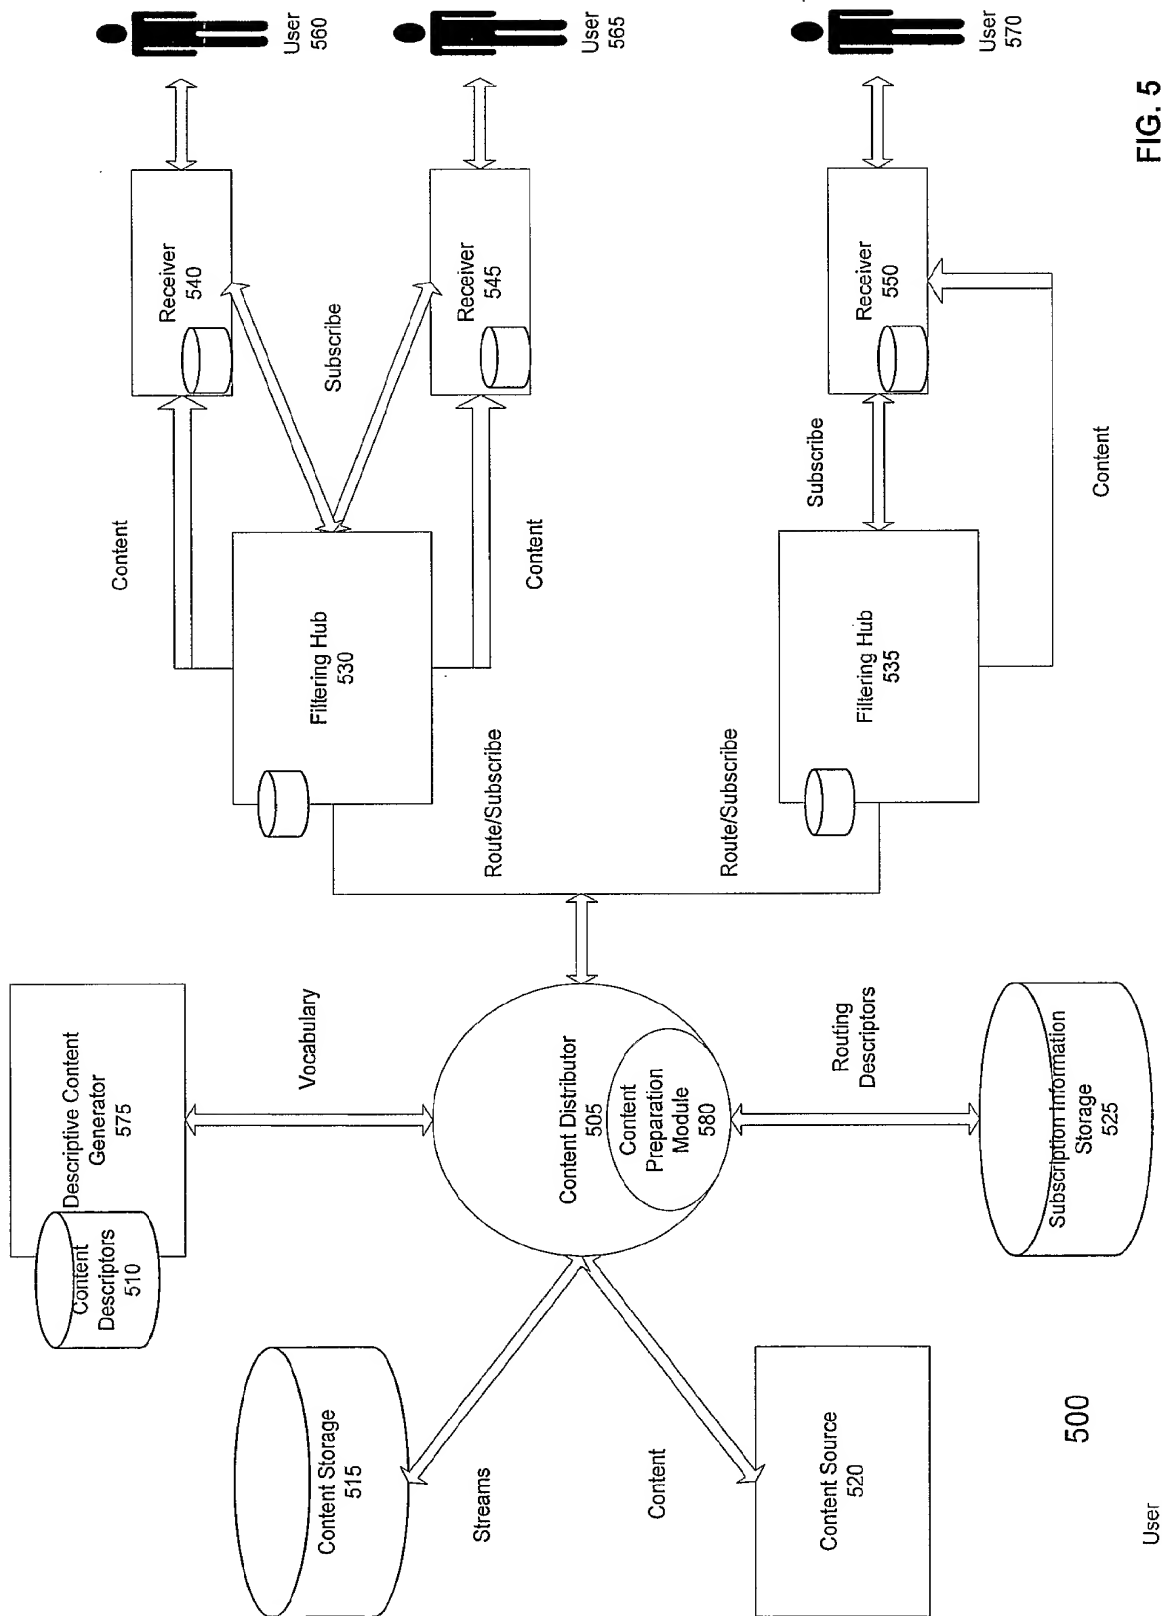 Content Descriptors
510
Descriptive Content
Generator
575
Content Storage
515
Streams
Content
Content Source
520
500
User
Vocabulary
Content Distributor
505
Content
Preparation
Module
580
Routing
Descriptors
Subscription Information
Storage
525
Route/Subscribe
Route/Subscribe
Filtering Hub
530
Filtering Hub
535
Content
Content
Subscribe
Subscribe
Content
Receiver
540
Receiver
545
Receiver
550
User
560
User
565
User
570
FIG. 5